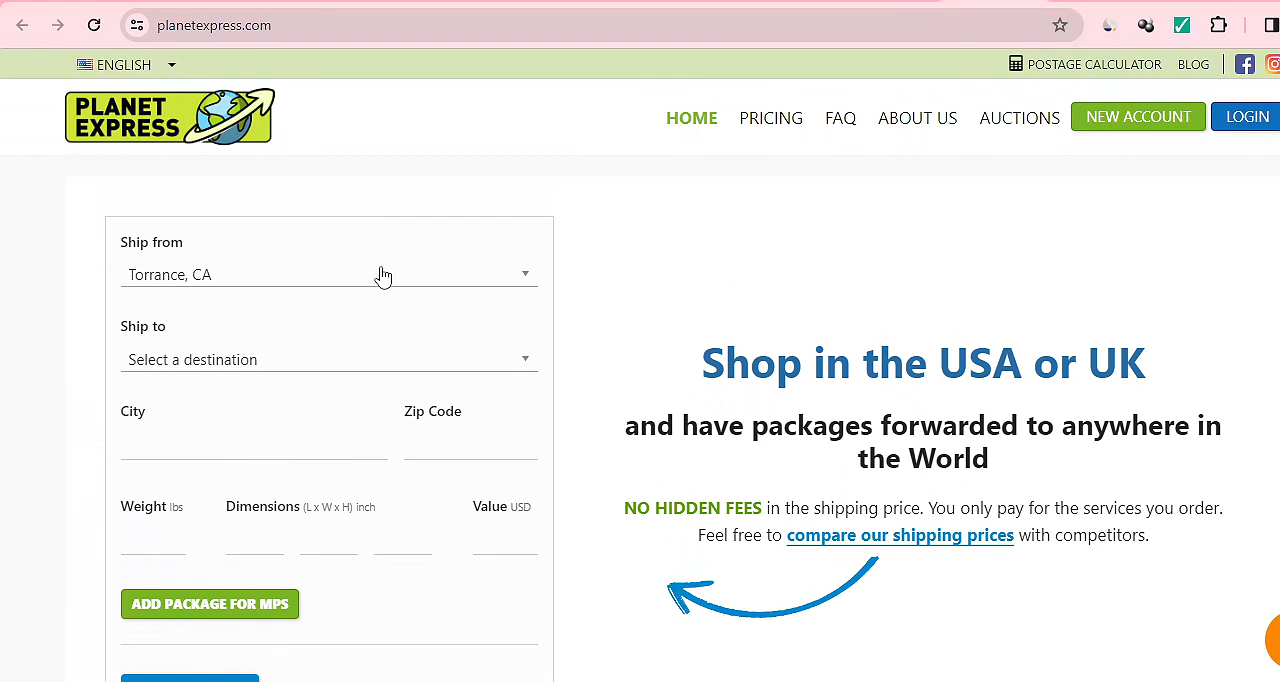 planetexpress.com
ENGLISH
POSTAGE CALCULATOR BLOG
PLANET
EXPRESS
HOME PRICING FAQ ABOUT US AUCTIONS NEW ACCOUNT LOGIN
Ship from
Torrance, CA
Ship to
Select a destination
City Zip Code
Weight lbs Dimensions (L x W x H) inch Value USD
ADD PACKAGE FOR MPS
Shop in the USA or UK
and have packages forwarded to anywhere in
the World
NO HIDDEN FEES in the shipping price. You only pay for the services you order.
Feel free to compare our shipping prices with competitors.